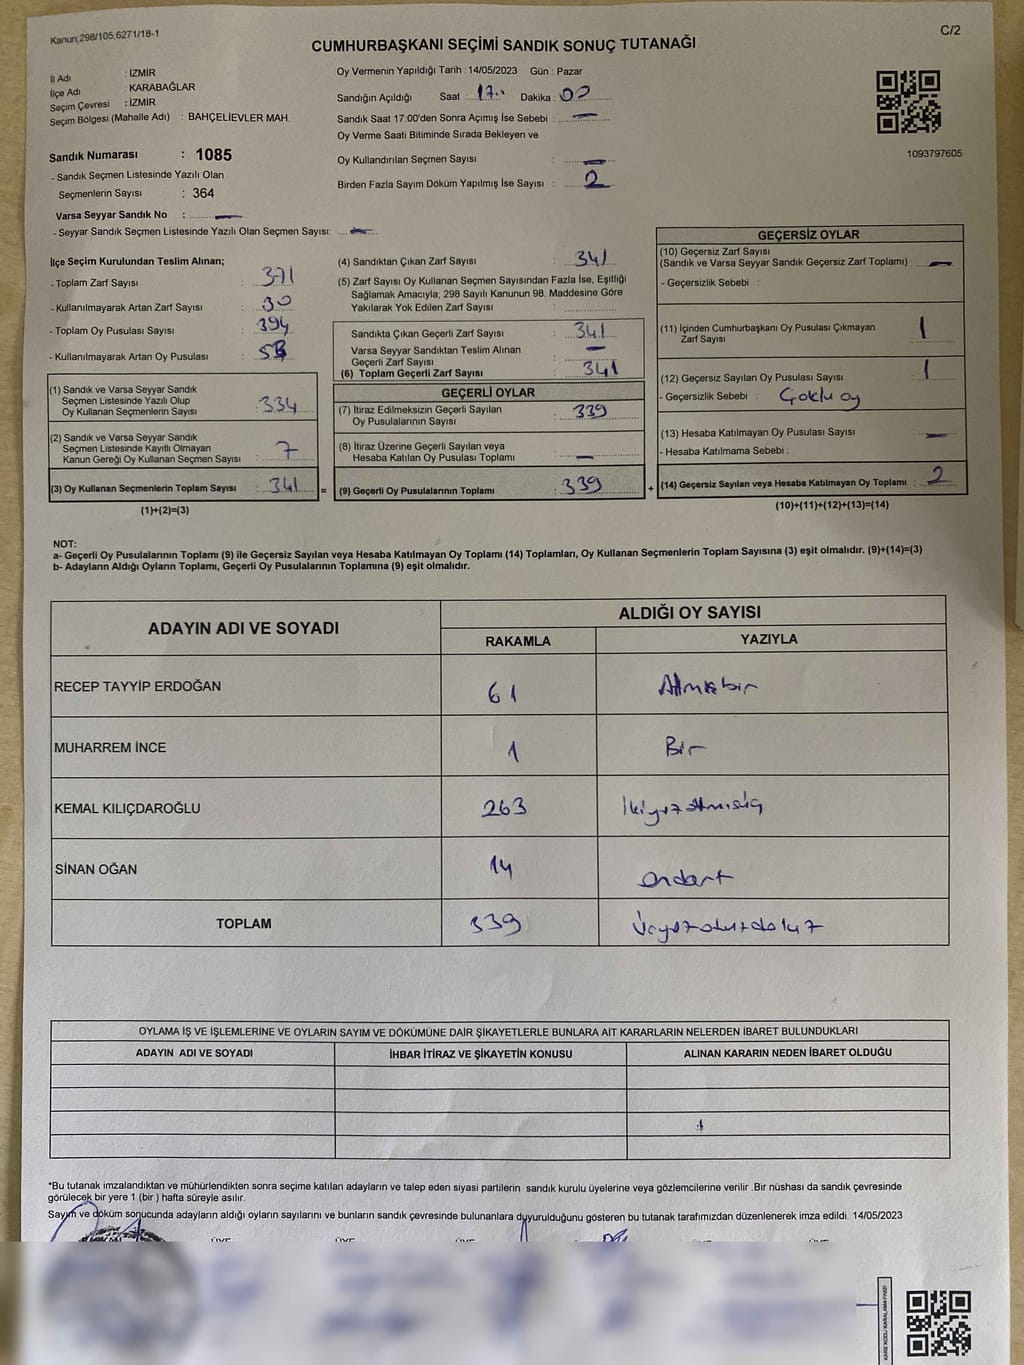 Kanun;298/105;6271/18-1
C/2
CUMHURBAŞKANI SEÇİMİ SANDIK SONUÇ TUTANAĞI
İl Adı : İZMİR
İlçe Adı : KARABAĞLAR
Seçim Çevresi : İZMİR
Seçim Bölgesi (Mahalle Adı) : BAHÇELİEVLER MAH.
Sandık Numarası : 1085
- Sandık Seçmen Listesinde Yazılı Olan
Seçmenlerin Sayısı : 364
Varsa Seyyar Sandık No :
- Seyyar Sandık Seçmen Listesinde Yazılı Olan Seçmen Sayısı:
Oy Vermenin Yapıldığı Tarih : 14/05/2023 Gün : Pazar
Sandığın Açıldığı Saat : 17.. Dakika : 00
Sandık Saat 17:00'den Sonra Açımış İse Sebebi : —
Oy Verme Saati Bitiminde Sırada Bekleyen ve
Oy Kullandırılan Seçmen Sayısı : —
Birden Fazla Sayım Döküm Yapılmış İse Sayısı : 2
1093797605
İlçe Seçim Kurulundan Teslim Alınan;
- Toplam Zarf Sayısı : 371
- Kullanılmayarak Artan Zarf Sayısı : 30
- Toplam Oy Pusulası Sayısı : 394
- Kullanılmayarak Artan Oy Pusulası : 53
(1) Sandık ve Varsa Seyyar Sandık
Seçmen Listesinde Yazılı Olup
Oy Kullanan Seçmenlerin Sayısı : 334
(2) Sandık ve Varsa Seyyar Sandık
Seçmen Listesinde Kayıtlı Olmayan
Kanun Gereği Oy Kullanan Seçmen Sayısı : 7
(3) Oy Kullanan Seçmenlerin Toplam Sayısı : 341
(1)+(2)=(3)
(4) Sandıktan Çıkan Zarf Sayısı : 341
(5) Zarf Sayısı Oy Kullanan Seçmen Sayısından Fazla İse, Eşitliği
Sağlamak Amacıyla, 298 Sayılı Kanunun 98. Maddesine Göre
Yakılarak Yok Edilen Zarf Sayısı :
Sandıkta Çıkan Geçerli Zarf Sayısı : 341
Varsa Seyyar Sandıktan Teslim Alınan
Geçerli Zarf Sayısı : —
(6) Toplam Geçerli Zarf Sayısı : 341
GEÇERLİ OYLAR
(7) İtiraz Edilmeksizin Geçerli Sayılan
Oy Pusulalarının Sayısı : 339
(8) İtiraz Üzerine Geçerli Sayılan veya
Hesaba Katılan Oy Pusulası Toplamı : —
= (9) Geçerli Oy Pusulalarının Toplamı : 339
GEÇERSİZ OYLAR
(10) Geçersiz Zarf Sayısı
(Sandık ve Varsa Seyyar Sandık Geçersiz Zarf Toplamı) : —
- Geçersizlik Sebebi :
(11) İçinden Cumhurbaşkanı Oy Pusulası Çıkmayan
Zarf Sayısı : 1
(12) Geçersiz Sayılan Oy Pusulası Sayısı : 1
- Geçersizlik Sebebi : Çoklu oy
(13) Hesaba Katılmayan Oy Pusulası Sayısı : —
- Hesaba Katılmama Sebebi :
+ (14) Geçersiz Sayılan veya Hesaba Katılmayan Oy Toplamı : 2
(10)+(11)+(12)+(13)=(14)
NOT:
a- Geçerli Oy Pusulalarının Toplamı (9) ile Geçersiz Sayılan veya Hesaba Katılmayan Oy Toplamı (14) Toplamları, Oy Kullanan Seçmenlerin Toplam Sayısına (3) eşit olmalıdır. (9)+(14)=(3)
b- Adayların Aldığı Oyların Toplamı, Geçerli Oy Pusulalarının Toplamına (9) eşit olmalıdır.
ADAYIN ADI VE SOYADI
ALDIĞI OY SAYISI
RAKAMLA YAZIYLA
RECEP TAYYİP ERDOĞAN 61 Altmışbir
MUHARREM İNCE 1 Bir
KEMAL KILIÇDAROĞLU 263 İkiyüzatmışüç
SİNAN OĞAN 14 ondört
TOPLAM 339 Üçyüzotuzdokuz
OYLAMA İŞ VE İŞLEMLERİNE VE OYLARIN SAYIM VE DÖKÜMÜNE DAİR ŞİKAYETLERLE BUNLARA AİT KARARLARIN NELERDEN İBARET BULUNDUKLARI
ADAYIN ADI VE SOYADI İHBAR İTİRAZ VE ŞİKAYETİN KONUSU ALINAN KARARIN NEDEN İBARET OLDUĞU
*Bu tutanak imzalandıktan ve mühürlendikten sonra seçime katılan adayların ve talep eden siyasi partilerin sandık kurulu üyelerine veya gözlemcilerine verilir .Bir nüshası da sandık çevresinde
görülecek bir yere 1 (bir ) hafta süreyle asılır.
Sayım ve döküm sonucunda adayların aldığı oyların sayılarını ve bunların sandık çevresinde bulunanlara duyurulduğunu gösteren bu tutanak tarafımızdan düzenlenerek imza edildi. 14/05/2023